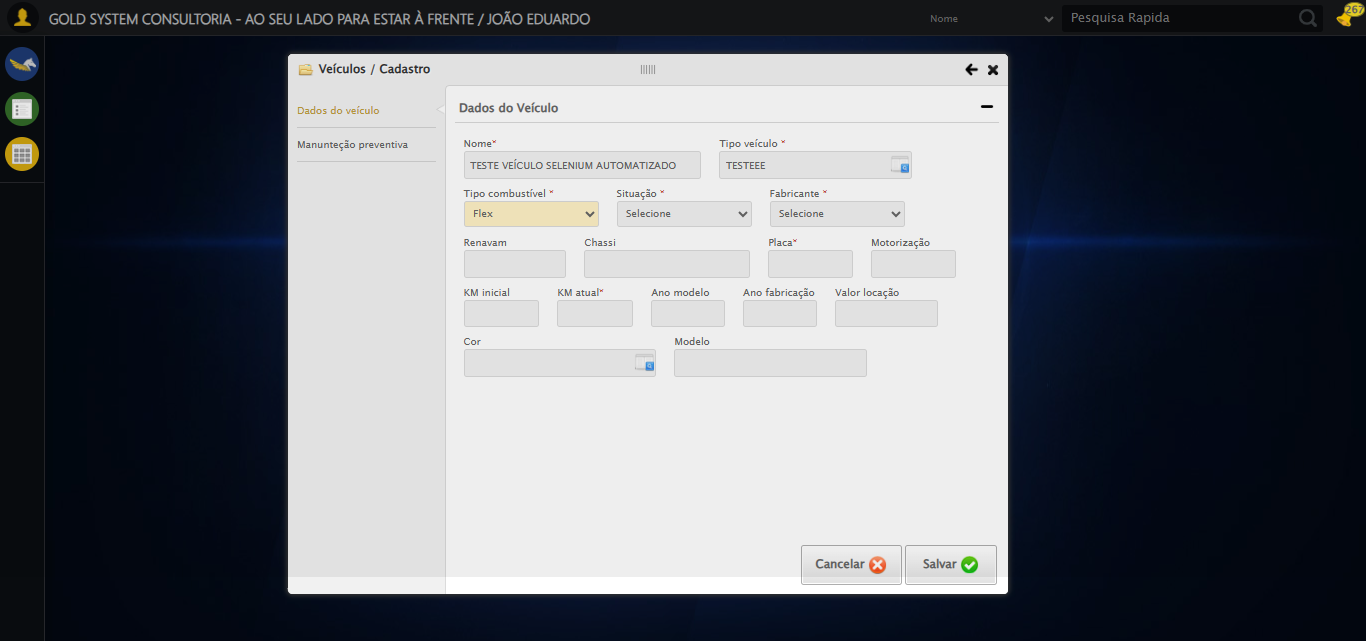 GOLD SYSTEM CONSULTORIA - AO SEU LADO PARA ESTAR À FRENTE / JOÃO EDUARDO
Nome
Pesquisa Rapida
267
Veículos / Cadastro
Dados do veículo
Manunteção preventiva
Dados do Veículo
Nome* Tipo veículo *
TESTE VEÍCULO SELENIUM AUTOMATIZADO TESTEEE
Tipo combustível * Situação * Fabricante *
Flex Selecione Selecione
Renavam Chassi Placa* Motorização
KM inicial KM atual* Ano modelo Ano fabricação Valor locação
Cor Modelo
Cancelar Salvar